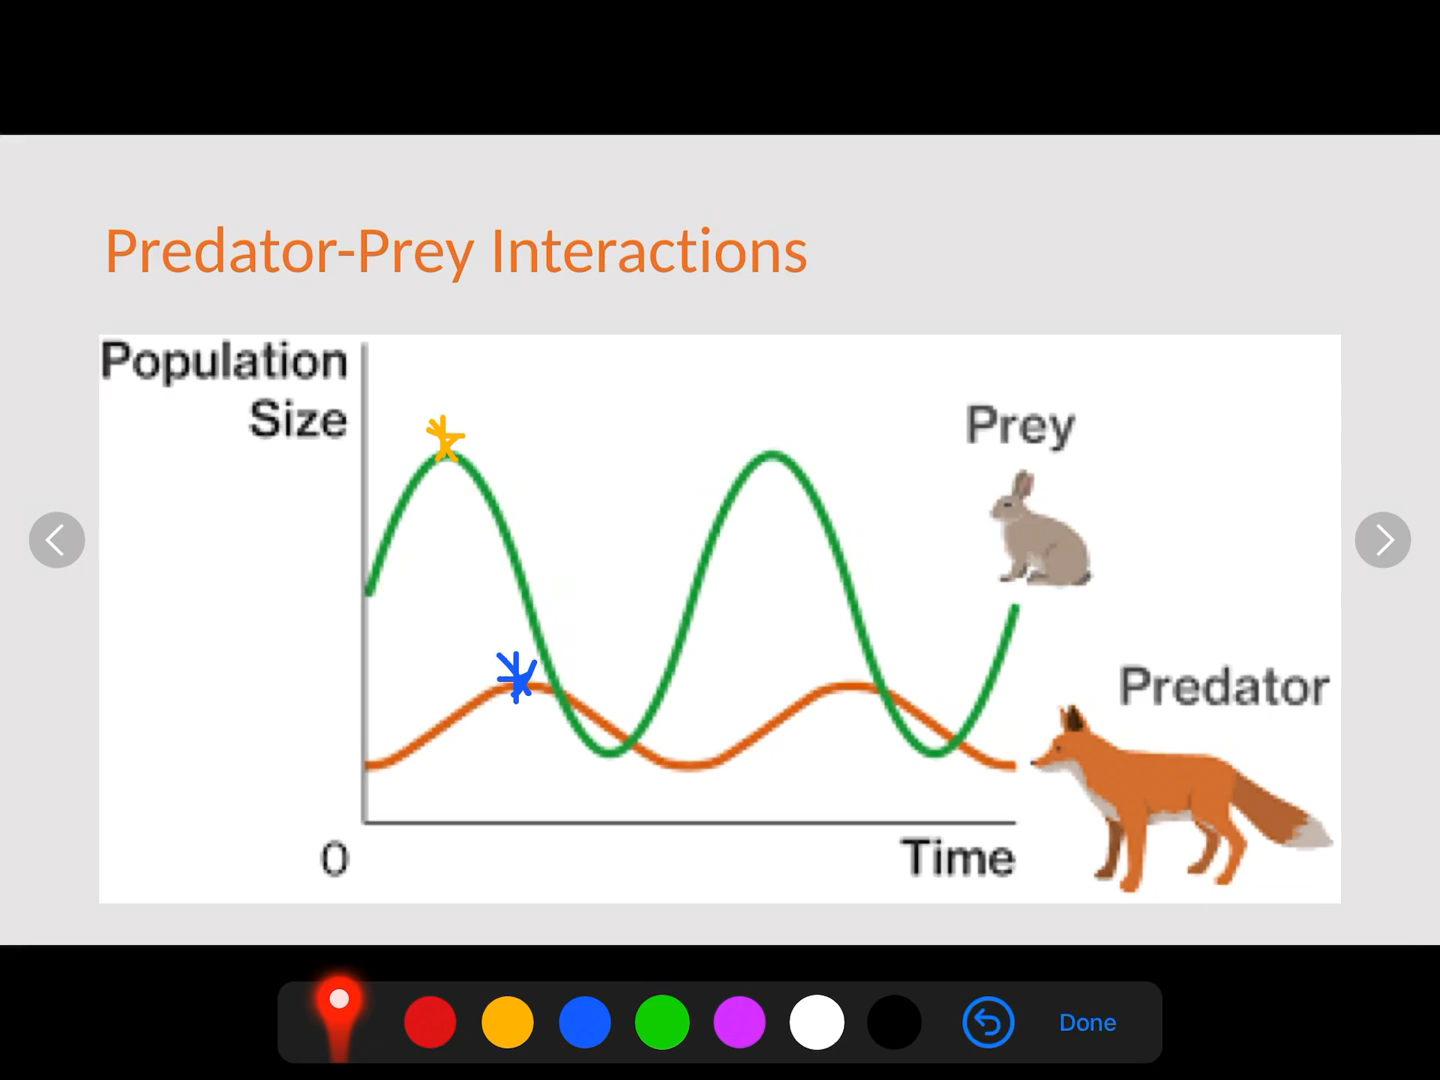 Predator-Prey Interactions
Population
Size
Prey
Predator
0
Time
Done